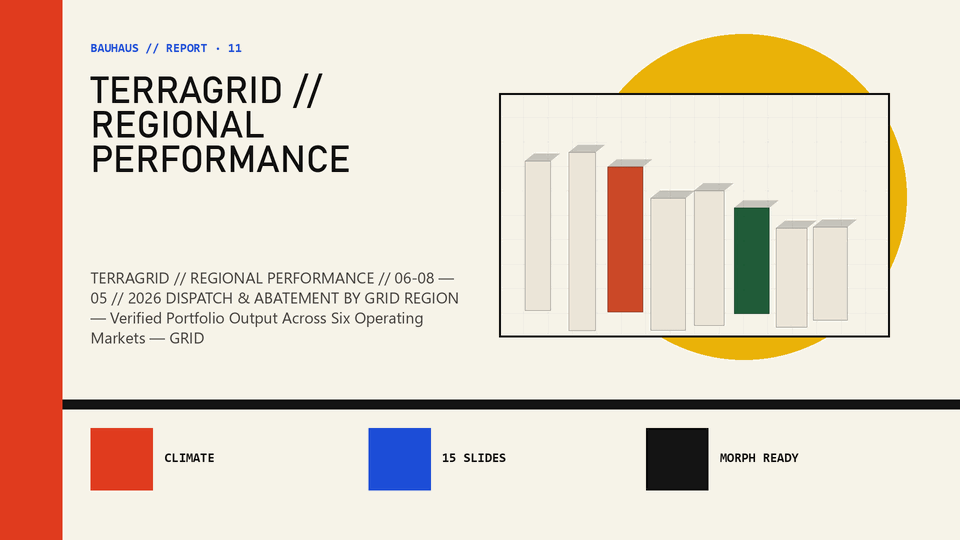 BAUHAUS // REPORT · 11
TERRAGRID //
REGIONAL
PERFORMANCE
TERRAGRID // REGIONAL PERFORMANCE // 06-08 —
05 // 2026 DISPATCH & ABATEMENT BY GRID REGION
— Verified Portfolio Output Across Six Operating
Markets — GRID
CLIMATE
15 SLIDES
MORPH READY